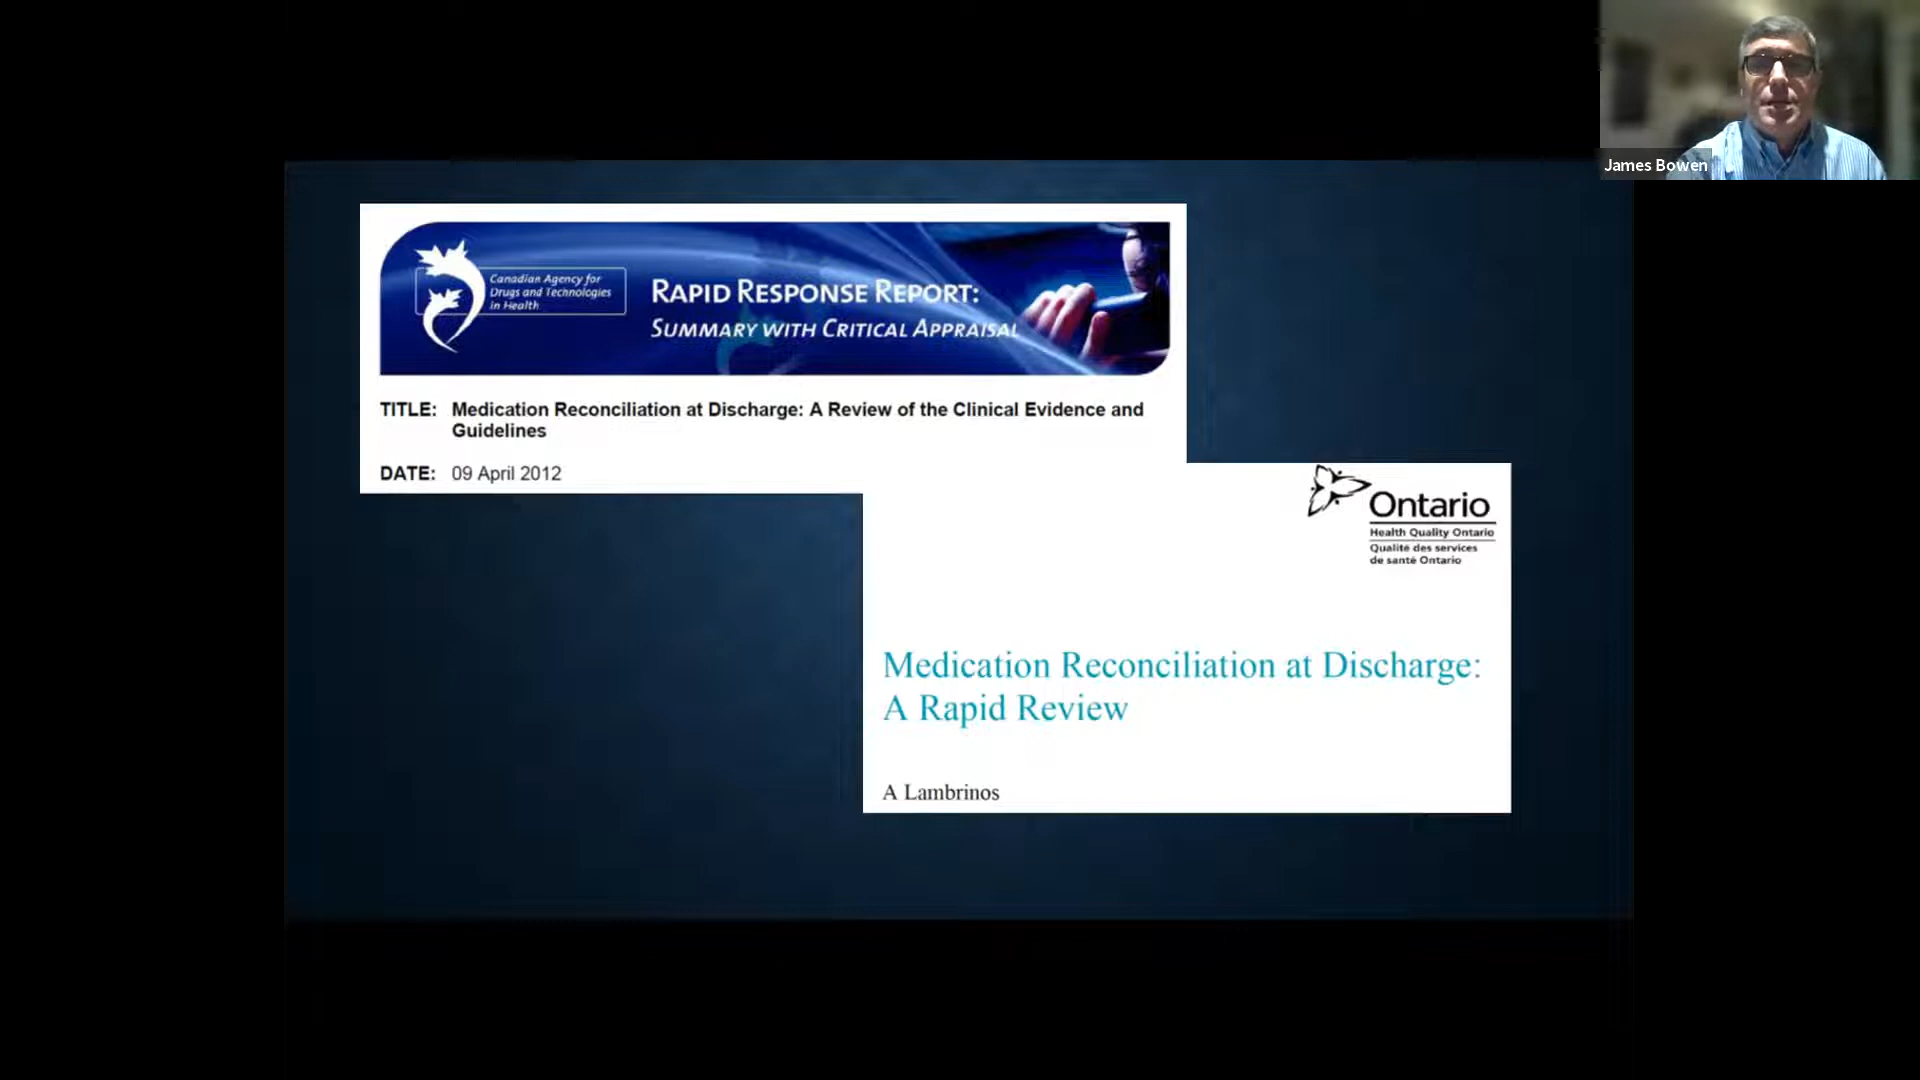 James Bowen
Canadian Agency for
Drugs and Technologies
in Health
RAPID RESPONSE REPORT:
SUMMARY WITH CRITICAL APPRAISAL
TITLE: Medication Reconciliation at Discharge: A Review of the Clinical Evidence and
Guidelines
DATE: 09 April 2012
Ontario
Health Quality Ontario
Qualité des services
de santé Ontario
Medication Reconciliation at Discharge:
A Rapid Review
A Lambrinos